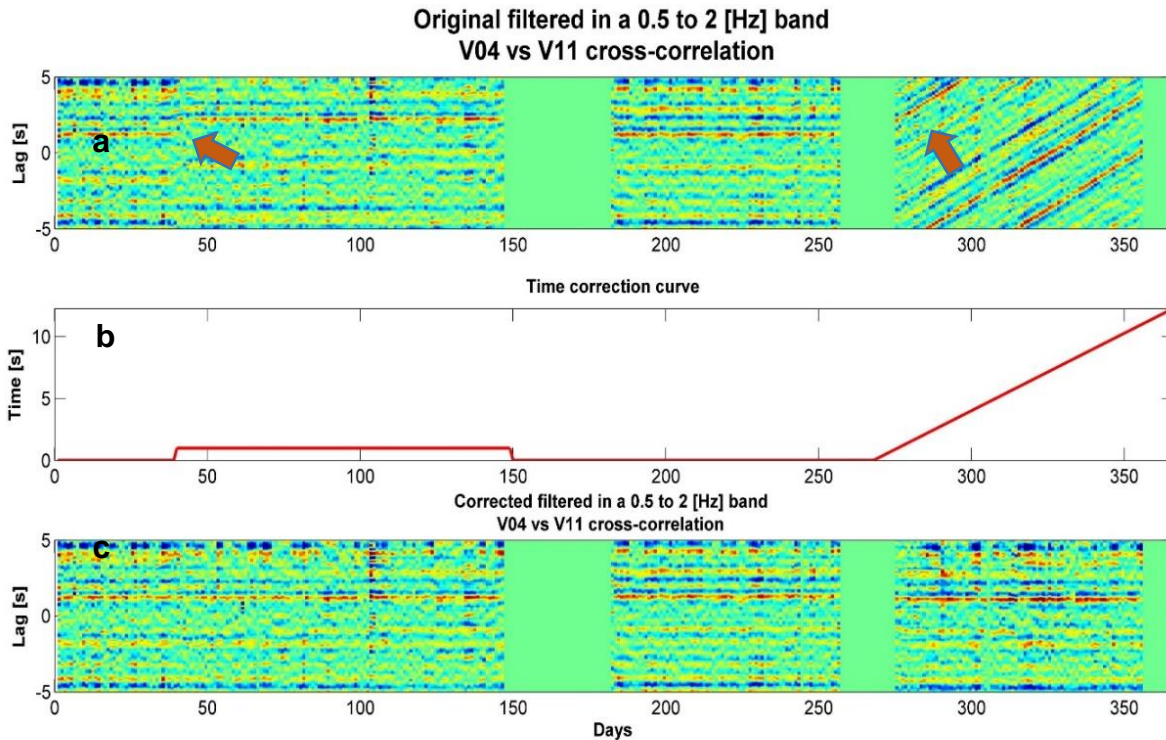 Original filtered in a 0.5 to 2 [Hz] band
V04 vs V11 cross-correlation
a
Lag [s]
5
0
-5
0 50 100 150 200 250 300 350
Time correction curve
b
Time [s]
10
5
0
0 50 100 150 200 250 300 350
Corrected filtered in a 0.5 to 2 [Hz] band
V04 vs V11 cross-correlation
c
Lag [s]
5
0
-5
0 50 100 150 200 250 300 350
Days